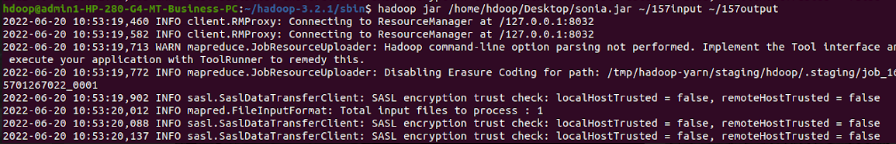 hdoop@admin1-HP-280-G4-MT-Business-PC:~/hadoop-3.2.1/sbin$ hadoop jar /home/hdoop/Desktop/sonia.jar ~/157input ~/157output
2022-06-20 10:53:19,460 INFO client.RMProxy: Connecting to ResourceManager at /127.0.0.1:8032
2022-06-20 10:53:19,582 INFO client.RMProxy: Connecting to ResourceManager at /127.0.0.1:8032
2022-06-20 10:53:19,713 WARN mapreduce.JobResourceUploader: Hadoop command-line option parsing not performed. Implement the Tool interface an
execute your application with ToolRunner to remedy this.
2022-06-20 10:53:19,772 INFO mapreduce.JobResourceUploader: Disabling Erasure Coding for path: /tmp/hadoop-yarn/staging/hdoop/.staging/job_16
5701267022_0001
2022-06-20 10:53:19,902 INFO sasl.SaslDataTransferClient: SASL encryption trust check: localHostTrusted = false, remoteHostTrusted = false
2022-06-20 10:53:20,012 INFO mapred.FileInputFormat: Total input files to process : 1
2022-06-20 10:53:20,088 INFO sasl.SaslDataTransferClient: SASL encryption trust check: localHostTrusted = false, remoteHostTrusted = false
2022-06-20 10:53:20,137 INFO sasl.SaslDataTransferClient: SASL encryption trust check: localHostTrusted = false, remoteHostTrusted = false